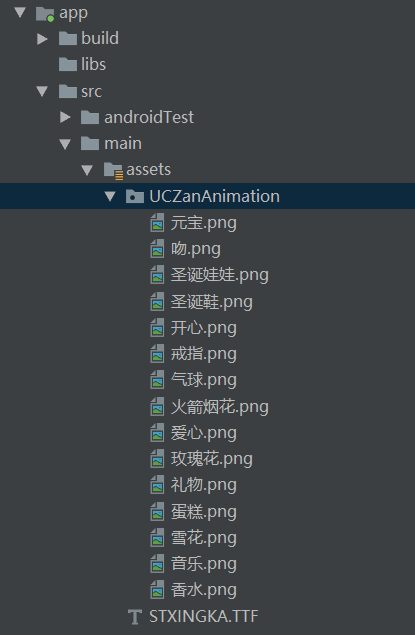 app
build
libs
src
androidTest
main
assets
UCZanAnimation
元宝.png
吻.png
圣诞娃娃.png
圣诞鞋.png
开心.png
戒指.png
气球.png
火箭烟花.png
爱心.png
玫瑰花.png
礼物.png
蛋糕.png
雪花.png
音乐.png
香水.png
STXINGKA.TTF